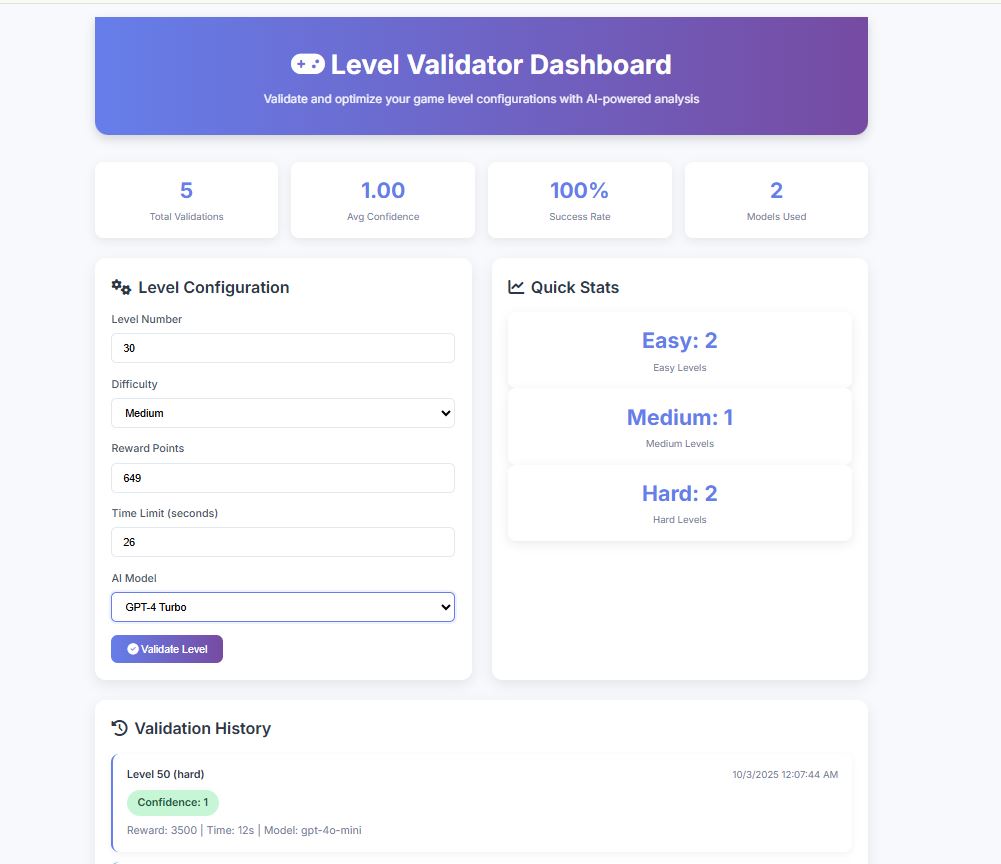 Level Validator Dashboard
Validate and optimize your game level configurations with AI-powered analysis
5
Total Validations
1.00
Avg Confidence
100%
Success Rate
2
Models Used
Level Configuration
Level Number
30
Difficulty
Medium
Reward Points
649
Time Limit (seconds)
26
AI Model
GPT-4 Turbo
Validate Level
Quick Stats
Easy: 2
Easy Levels
Medium: 1
Medium Levels
Hard: 2
Hard Levels
Validation History
Level 50 (hard)
10/3/2025 12:07:44 AM
Confidence: 1
Reward: 3500 | Time: 12s | Model: gpt-4o-mini